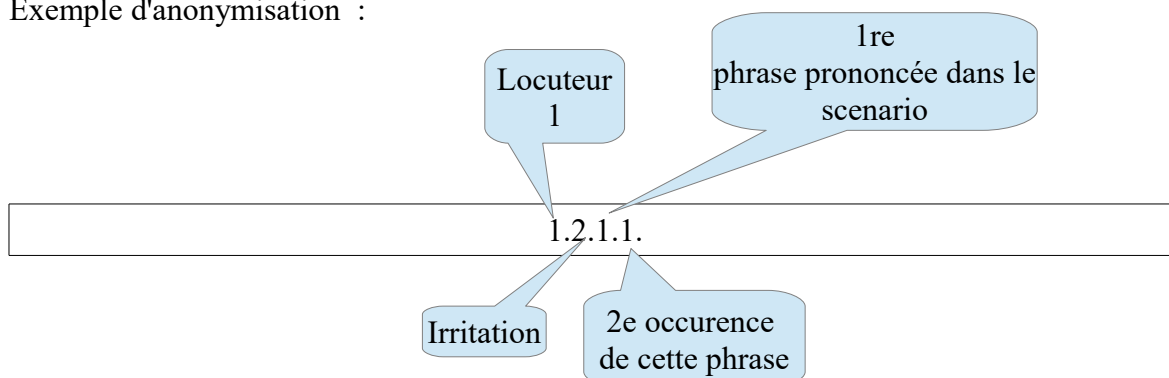 Exemple d'anonymisation :
1re
phrase prononcée dans le
scenario
Locuteur
1
1.2.1.1.
Irritation
2e occurence
de cette phrase